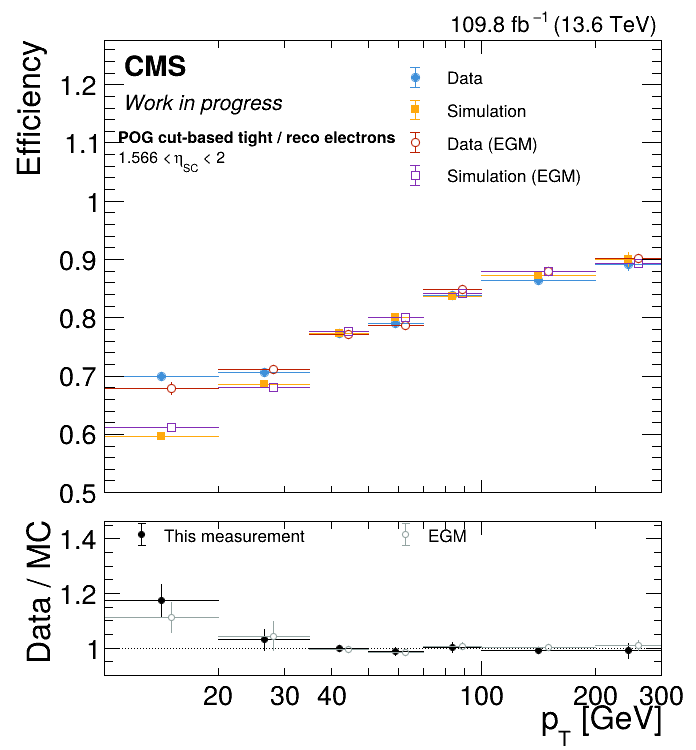 109.8 fb⁻¹ (13.6 TeV)
Efficiency
CMS
Work in progress
POG cut-based tight / reco electrons
1.566 < η_SC < 2
Data
Simulation
Data (EGM)
Simulation (EGM)
1.2
1.1
1
0.9
0.8
0.7
0.6
0.5
Data / MC
This measurement
EGM
1.4
1.2
1
20 30 40 100 200 300
p_T [GeV]